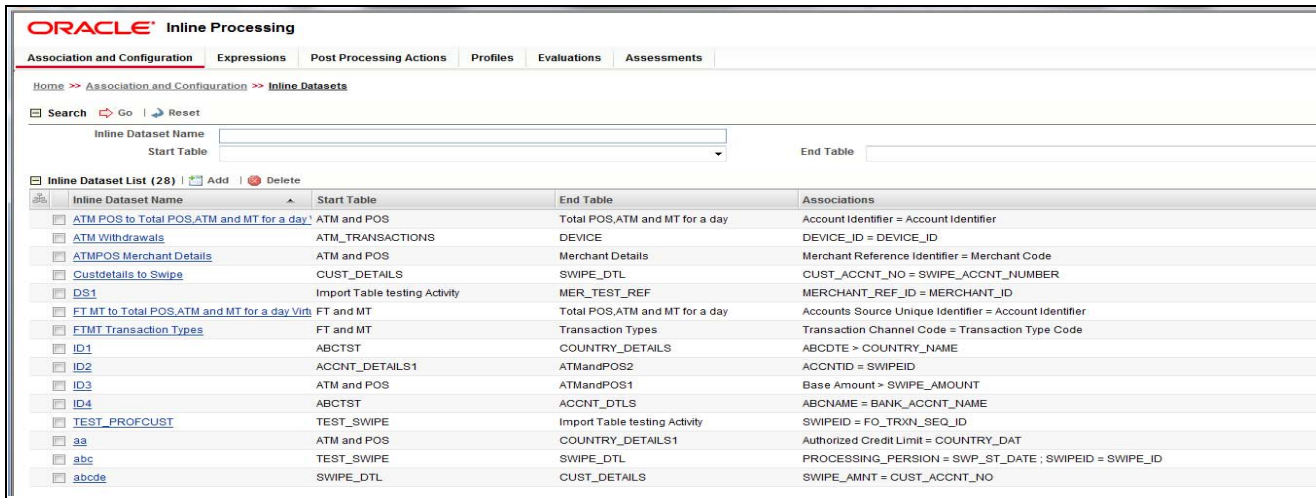 ORACLE Inline Processing
Association and Configuration Expressions Post Processing Actions Profiles Evaluations Assessments
Home >> Association and Configuration >> Inline Datasets
Search Go | Reset
Inline Dataset Name
Start Table End Table
Inline Dataset List (28) | Add | Delete
Inline Dataset Name Start Table End Table Associations
ATM POS to Total POS,ATM and MT for a day ATM and POS Total POS,ATM and MT for a day Account Identifier = Account Identifier
ATM Withdrawals ATM_TRANSACTIONS DEVICE DEVICE_ID = DEVICE_ID
ATMPOS Merchant Details ATM and POS Merchant Details Merchant Reference Identifier = Merchant Code
Custdetails to Swipe CUST_DETAILS SWIPE_DTL CUST_ACCNT_NO = SWIPE_ACCNT_NUMBER
DS1 Import Table testing Activity MER_TEST_REF MERCHANT_REF_ID = MERCHANT_ID
FT MT to Total POS,ATM and MT for a day Virtu FT and MT Total POS,ATM and MT for a day Accounts Source Unique Identifier = Account Identifier
FTMT Transaction Types FT and MT Transaction Types Transaction Channel Code = Transaction Type Code
ID1 ABCTST COUNTRY_DETAILS ABCDTE > COUNTRY_NAME
ID2 ACCNT_DETAILS1 ATMandPOS2 ACCNTID = SWIPEID
ID3 ATM and POS ATMandPOS1 Base Amount > SWIPE_AMOUNT
ID4 ABCTST ACCNT_DTLS ABCNAME = BANK_ACCNT_NAME
TEST_PROFCUST TEST_SWIPE Import Table testing Activity SWIPEID = FO_TRXN_SEQ_ID
aa ATM and POS COUNTRY_DETAILS1 Authorized Credit Limit = COUNTRY_DAT
abc TEST_SWIPE SWIPE_DTL PROCESSING_PERSION = SWP_ST_DATE ; SWIPEID = SWIPE_ID
abcde SWIPE_DTL CUST_DETAILS SWIPE_AMNT = CUST_ACCNT_NO